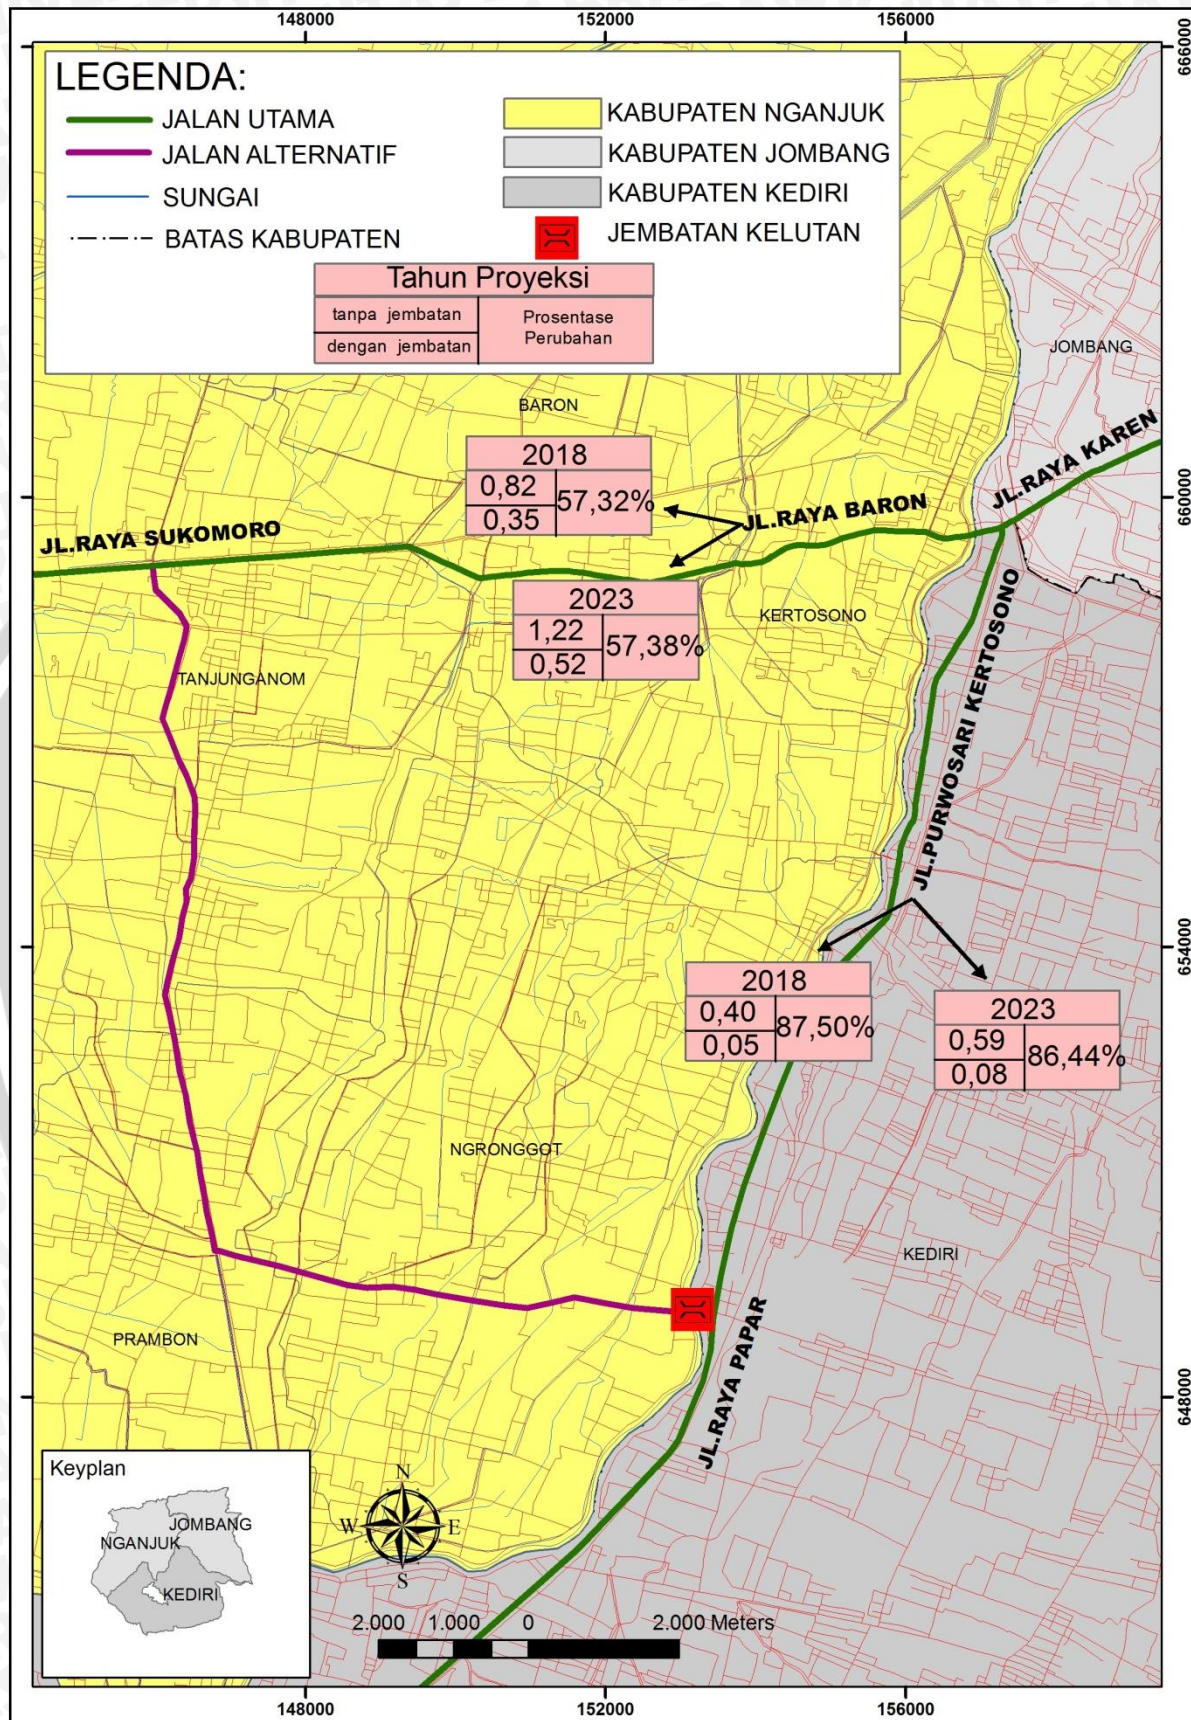 148000
152000
156000
666000
LEGENDA:
JALAN UTAMA
JALAN ALTERNATIF
SUNGAI
BATAS KABUPATEN
KABUPATEN NGANJUK
KABUPATEN JOMBANG
KABUPATEN KEDIRI
JEMBATAN KELUTAN
Tahun Proyeksi
tanpa jembatan
dengan jembatan
Prosentase
Perubahan
JOMBANG
BARON
2018
0,82
0,35
57,32%
JL.RAYA KAREN
660000
JL.RAYA BARON
JL.RAYA SUKOMORO
2023
1,22
0,52
57,38%
KERTOSONO
TANJUNGANOM
JL.PURWOSARI KERTOSONO
654000
2018
0,40
0,05
87,50%
2023
0,59
0,08
86,44%
NGRONGGOT
KEDIRI
PRAMBON
JL.RAYA PAPAR
648000
Keyplan
JOMBANG
NGANJUK
KEDIRI
N
W
E
S
2.000 1.000 0 2.000 Meters
148000
152000
156000